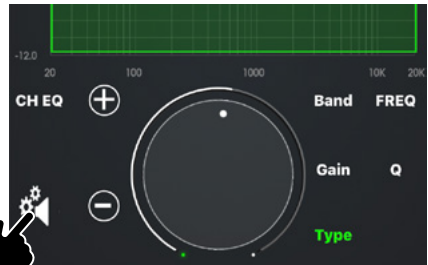 -12.0
20 100 1000 10K 20K
CH EQ Band FREQ
Gain Q
Type